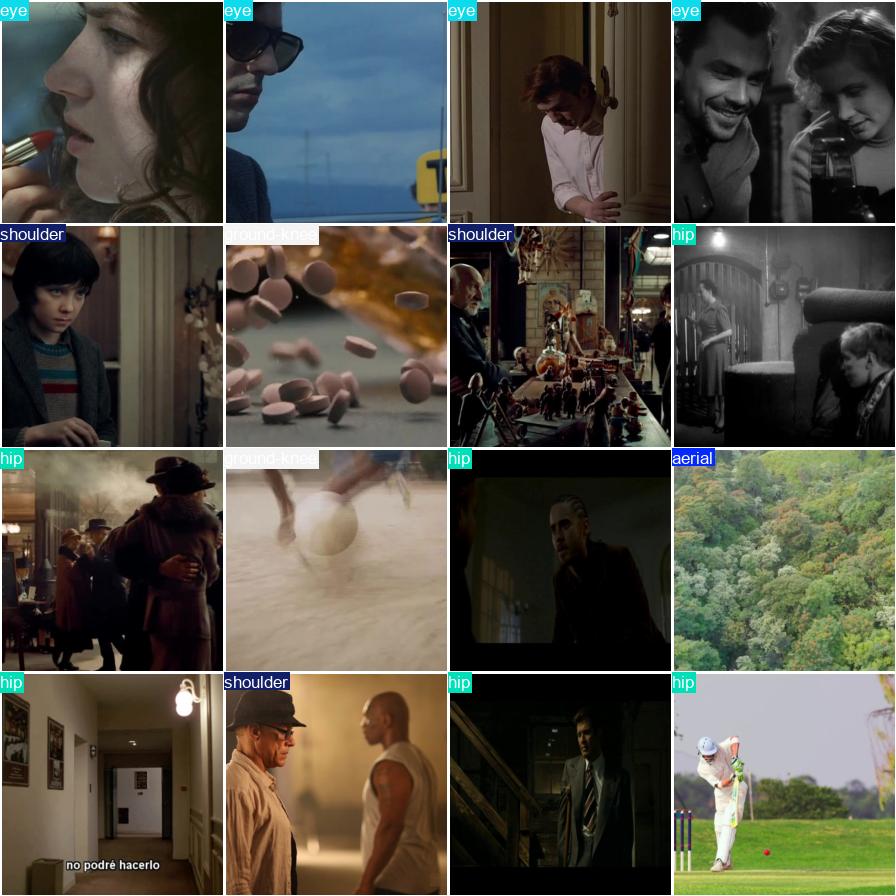 eye
eye
eye
eye
shoulder
ground-knee
shoulder
hip
hip
ground-knee
hip
aerial
hip
shoulder
hip
hip
T
no podré hacerlo